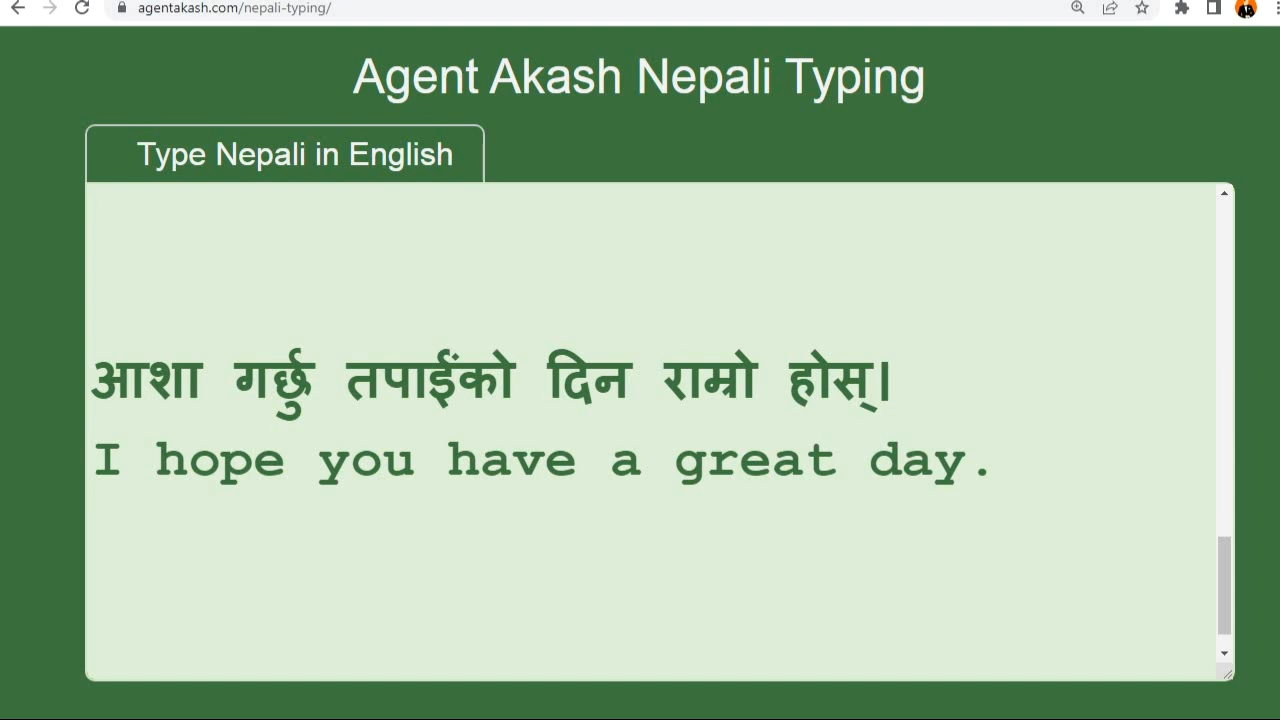 agentakash.com/nepali-typing/
Agent Akash Nepali Typing
Type Nepali in English
आशा गर्छु तपाईंको दिन राम्रो होस्।
I hope you have a great day.